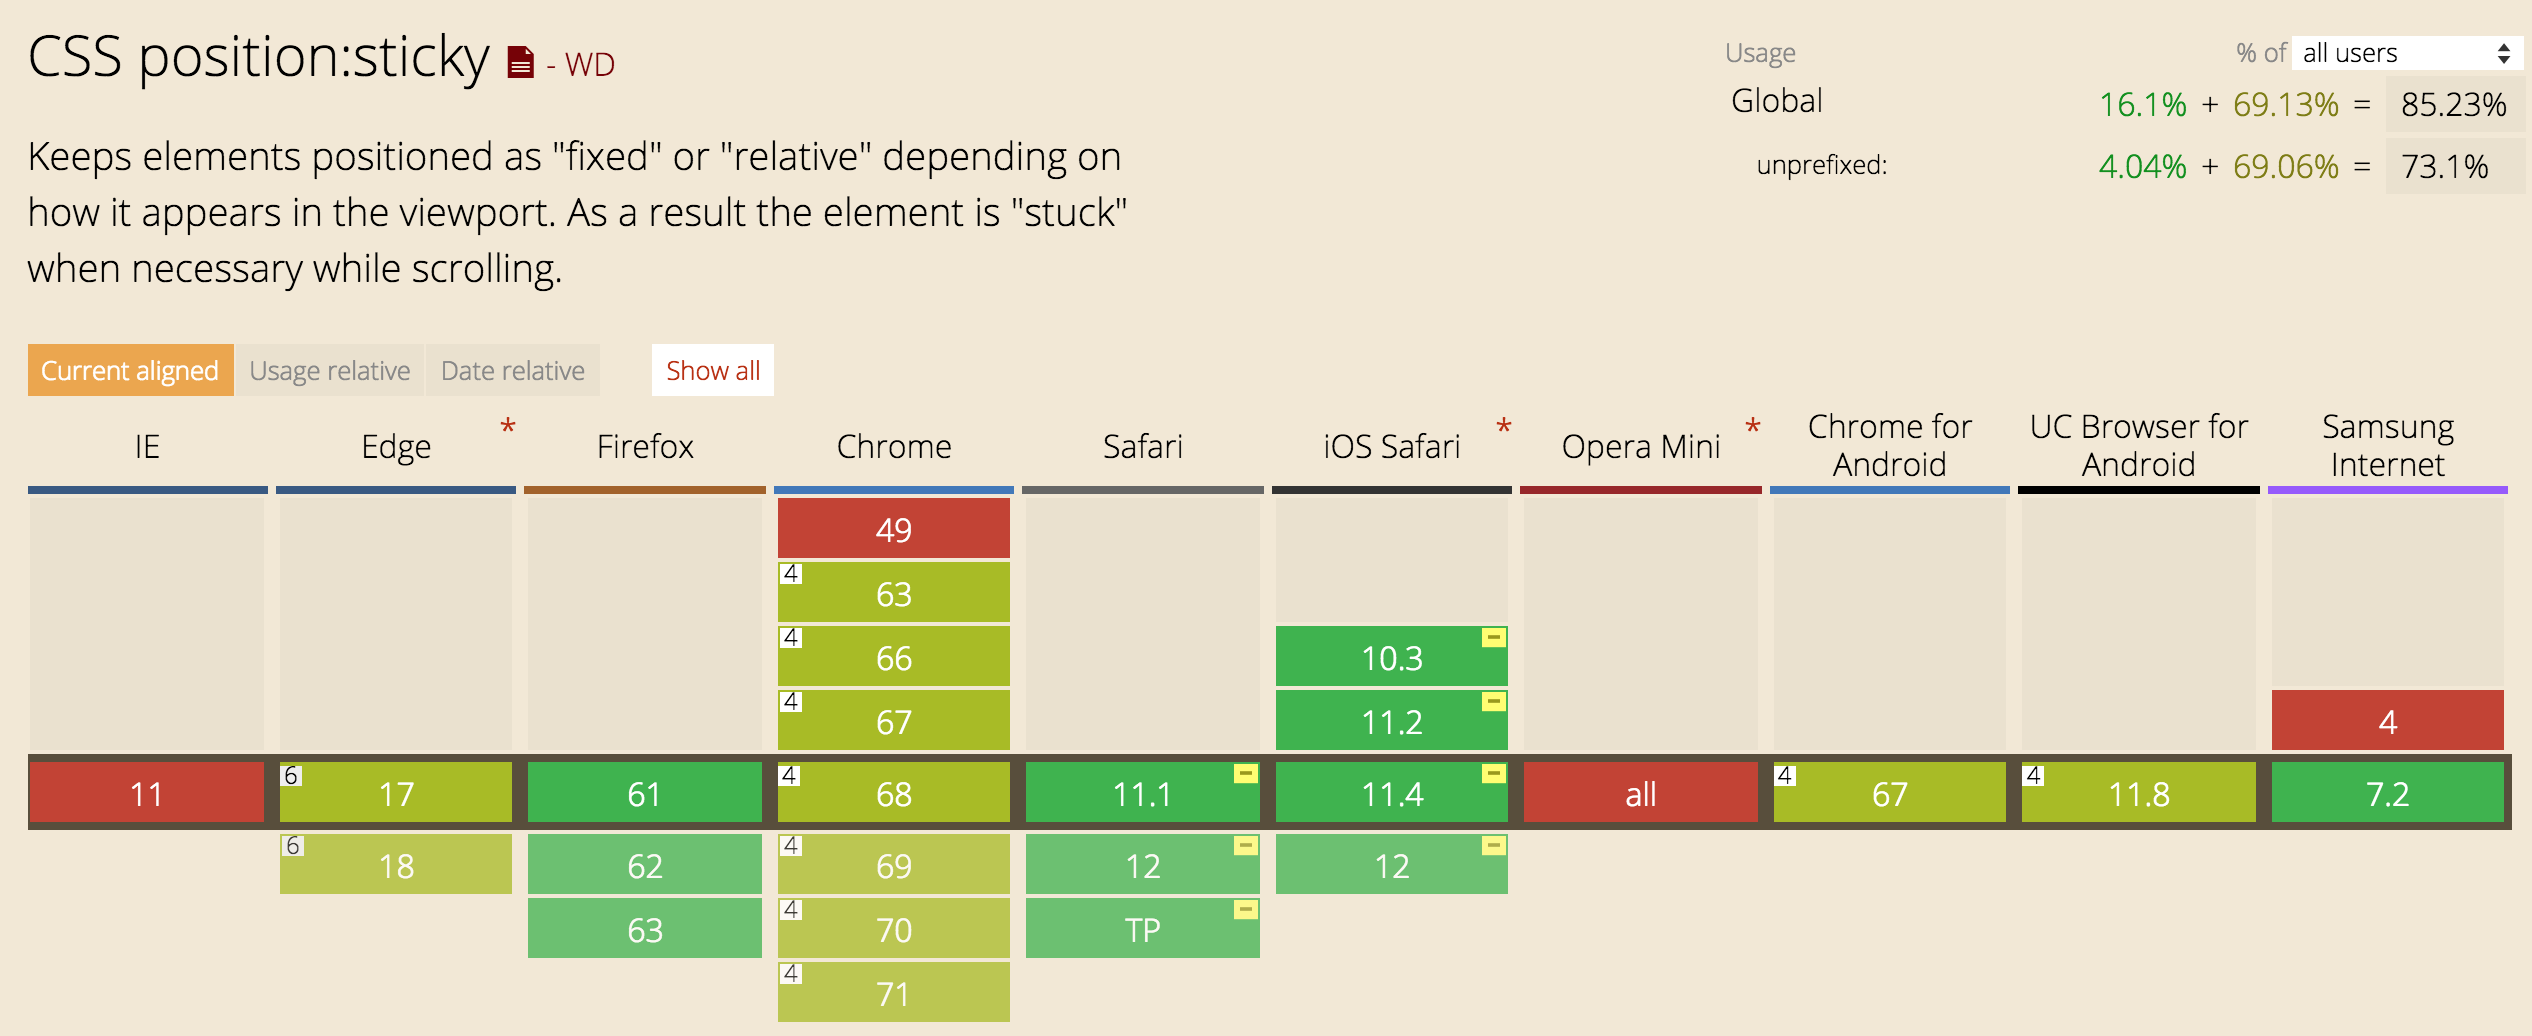 CSS position:sticky - WD
Usage % of all users
Global 16.1% + 69.13% = 85.23%
unprefixed: 4.04% + 69.06% = 73.1%
Keeps elements positioned as "fixed" or "relative" depending on
how it appears in the viewport. As a result the element is "stuck"
when necessary while scrolling.
Current aligned Usage relative Date relative Show all
IE Edge * Firefox Chrome Safari iOS Safari * Opera Mini * Chrome for Android UC Browser for Android Samsung Internet
49
4 63
4 66 10.3 -
4 67 11.2 - 4
11 6 17 61 4 68 11.1 - 11.4 - all 4 67 4 11.8 7.2
6 18 62 4 69 12 - 12 -
63 4 70 TP -
4 71